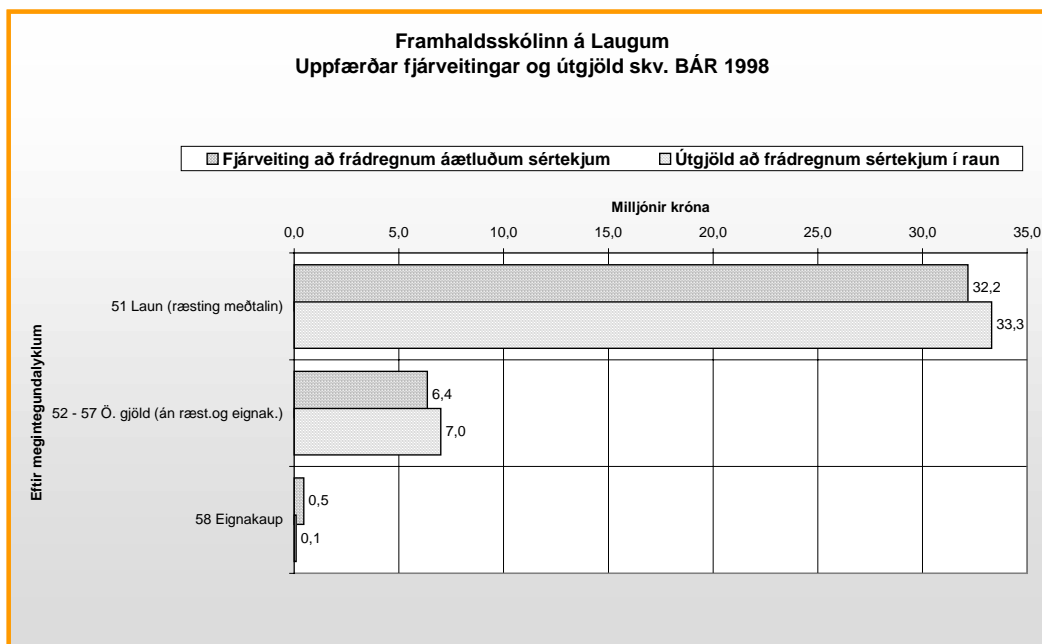 Framhaldsskólinn á Laugum
Uppfærðar fjárveitingar og útgjöld skv. BÁR 1998
Fjárveiting að frádregnum áætluðum sértekjum
Útgjöld að frádregnum sértekjum í raun
Milljónir króna
0,0 5,0 10,0 15,0 20,0 25,0 30,0 35,0
Eftir megintegundalyklum
51 Laun (ræsting meðtalin)
32,2
33,3
52 - 57 Ö. gjöld (án ræst.og eignak.)
6,4
7,0
58 Eignakaup
0,5
0,1